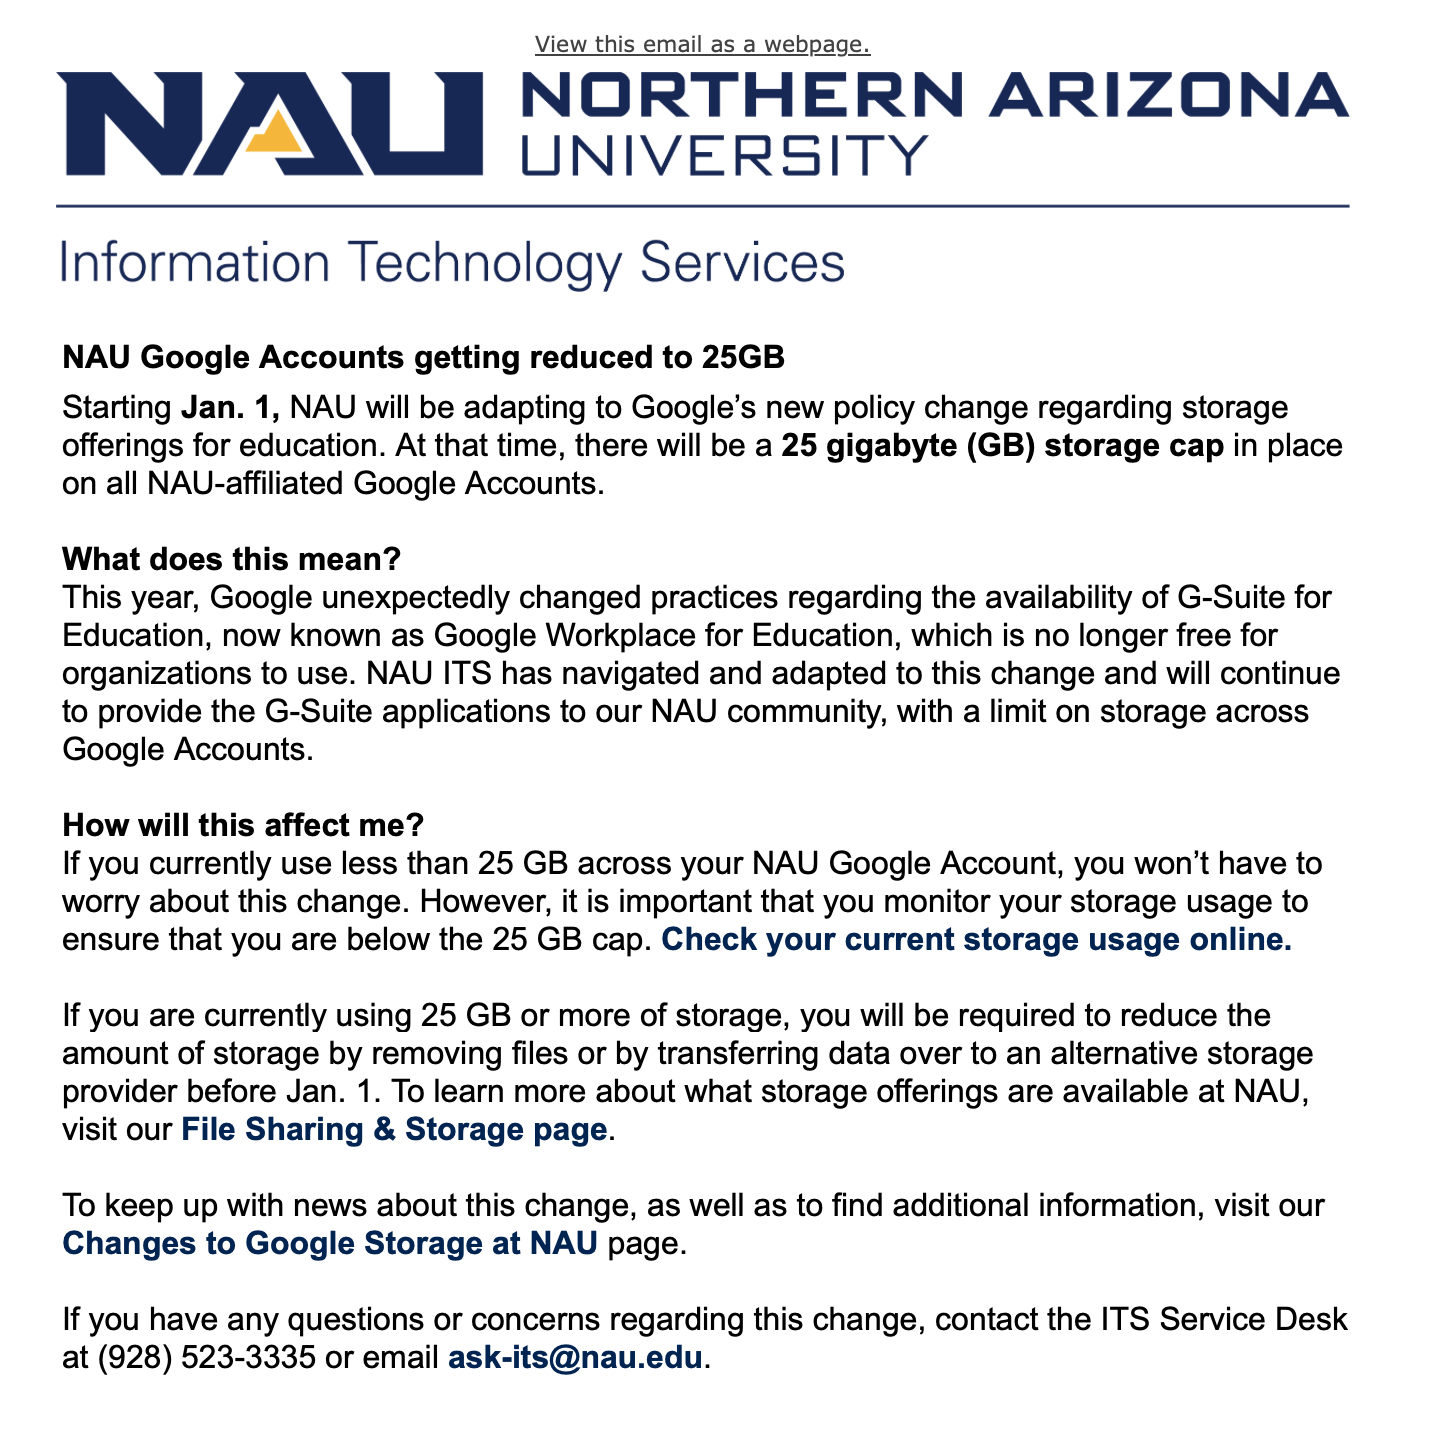 View this email as a webpage.
NAU NORTHERN ARIZONA
UNIVERSITY
Information Technology Services
NAU Google Accounts getting reduced to 25GB
Starting Jan. 1, NAU will be adapting to Google’s new policy change regarding storage
offerings for education. At that time, there will be a 25 gigabyte (GB) storage cap in place
on all NAU-affiliated Google Accounts.
What does this mean?
This year, Google unexpectedly changed practices regarding the availability of G-Suite for
Education, now known as Google Workplace for Education, which is no longer free for
organizations to use. NAU ITS has navigated and adapted to this change and will continue
to provide the G-Suite applications to our NAU community, with a limit on storage across
Google Accounts.
How will this affect me?
If you currently use less than 25 GB across your NAU Google Account, you won’t have to
worry about this change. However, it is important that you monitor your storage usage to
ensure that you are below the 25 GB cap. Check your current storage usage online.
If you are currently using 25 GB or more of storage, you will be required to reduce the
amount of storage by removing files or by transferring data over to an alternative storage
provider before Jan. 1. To learn more about what storage offerings are available at NAU,
visit our File Sharing & Storage page.
To keep up with news about this change, as well as to find additional information, visit our
Changes to Google Storage at NAU page.
If you have any questions or concerns regarding this change, contact the ITS Service Desk
at (928) 523-3335 or email ask-its@nau.edu.